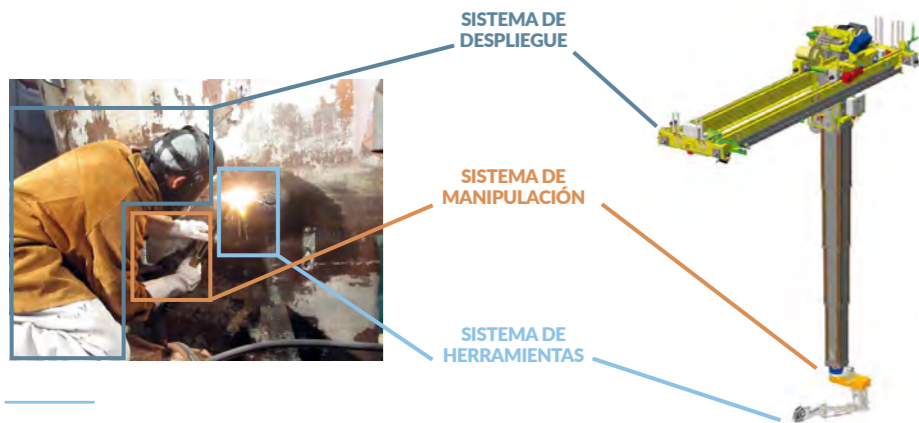 SISTEMA DE
DESPLIEGUE
SISTEMA DE
MANIPULACIÓN
SISTEMA DE
HERRAMIENTAS